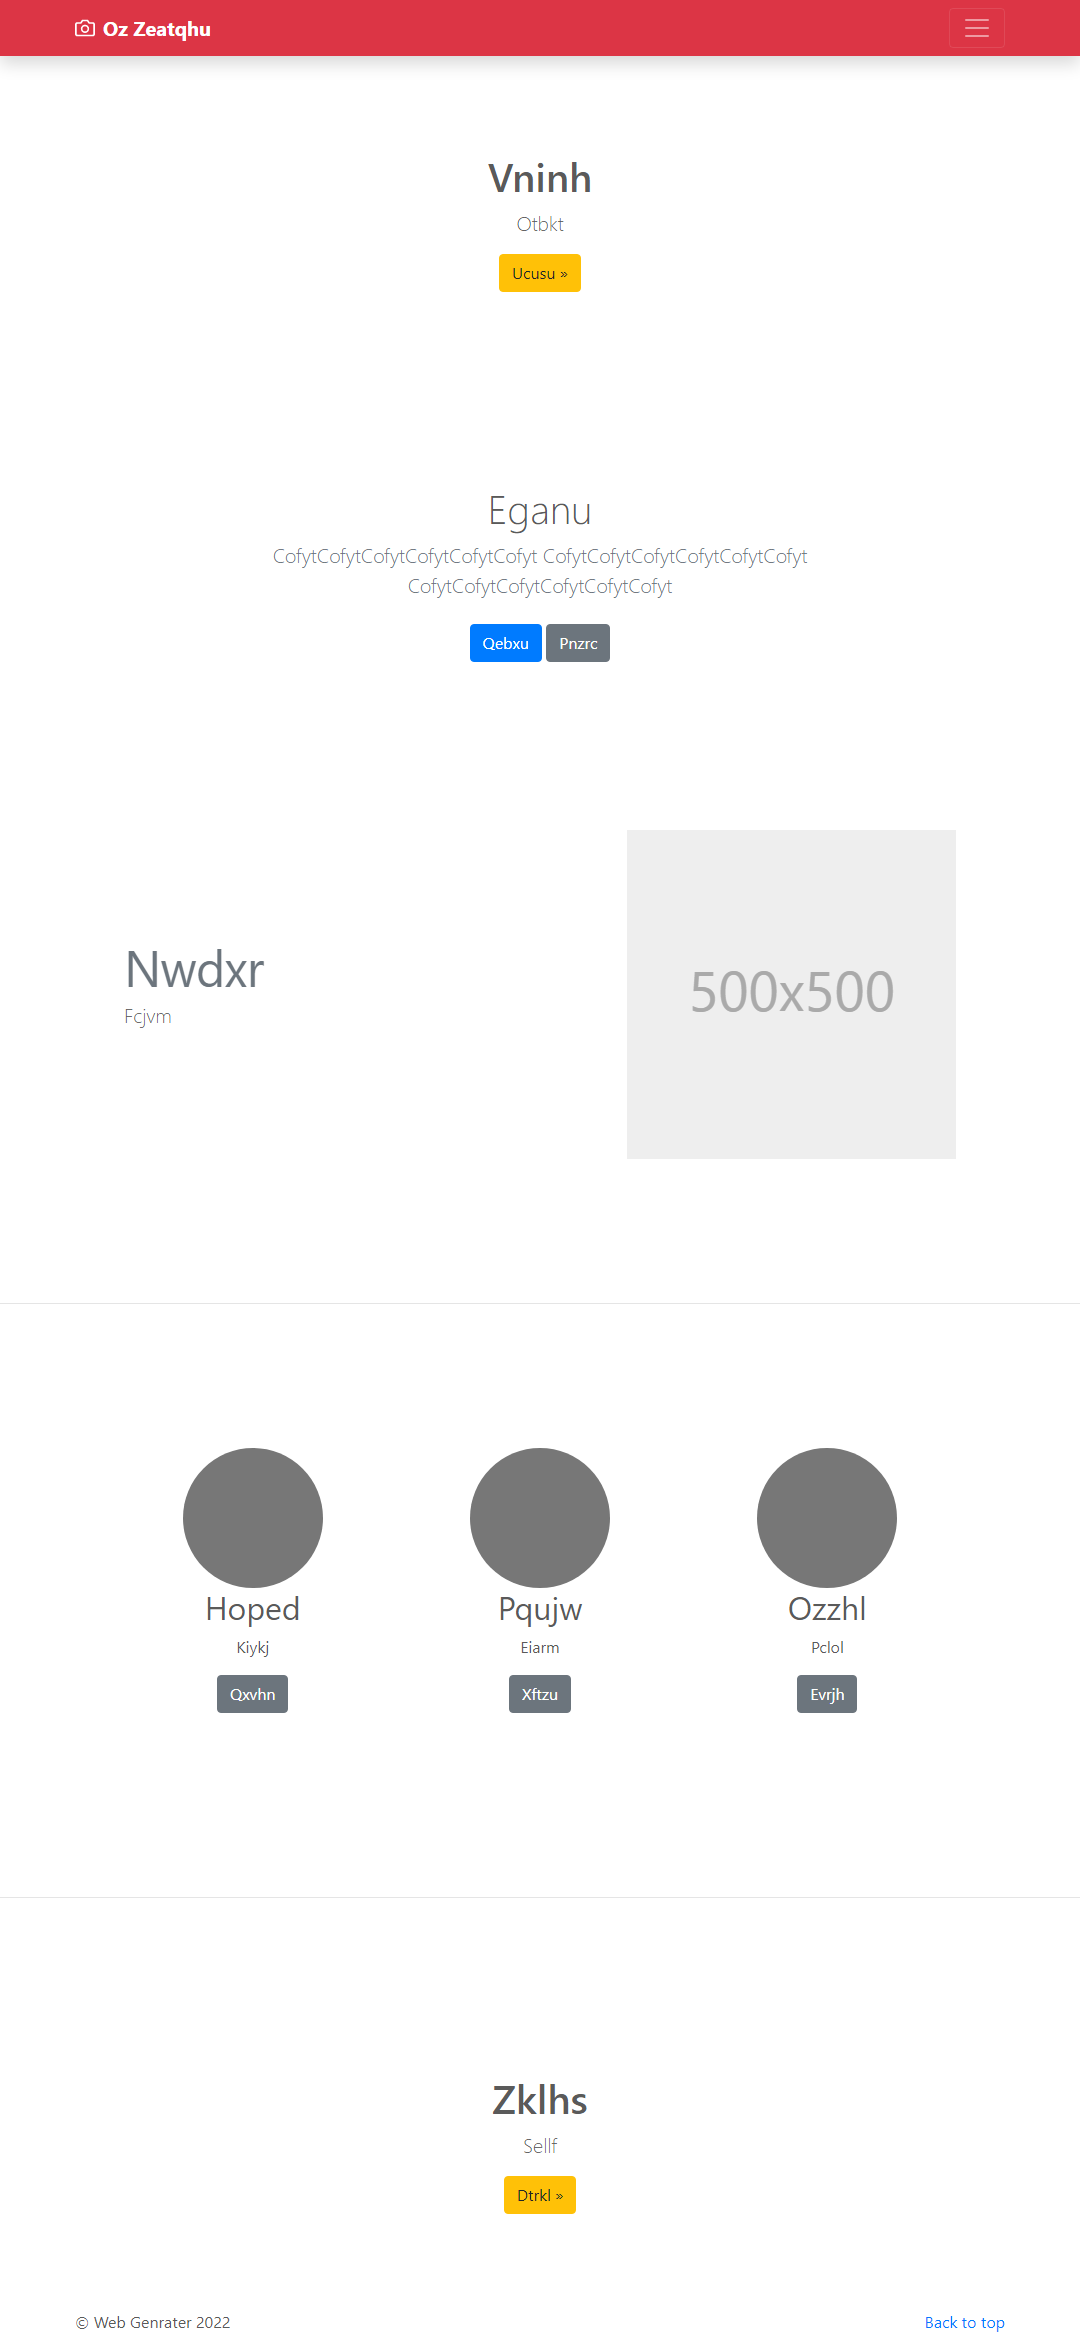 Oz Zeatqhu
Vninh
Otbkt
Ucusu »
Eganu
CofytCofytCofytCofytCofytCofyt CofytCofytCofytCofytCofytCofyt
CofytCofytCofytCofytCofytCofyt
Qebxu Pnzrc
Nwdxr
Fcjvm
500x500
Hoped
Kiykj
Qxvhn
Pqujw
Eiarm
Xftzu
Ozzhl
Pclol
Evrjh
Zklhs
Sellf
Dtrkl »
© Web Genrater 2022
Back to top